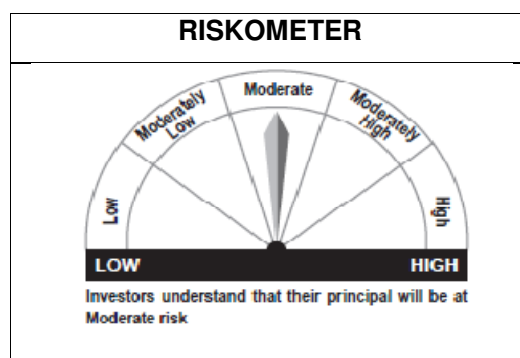 RISKOMETER
Moderate
Moderately
Low
Moderately
High
Low
High
LOW
HIGH
Investors understand that their principal will be at
Moderate risk